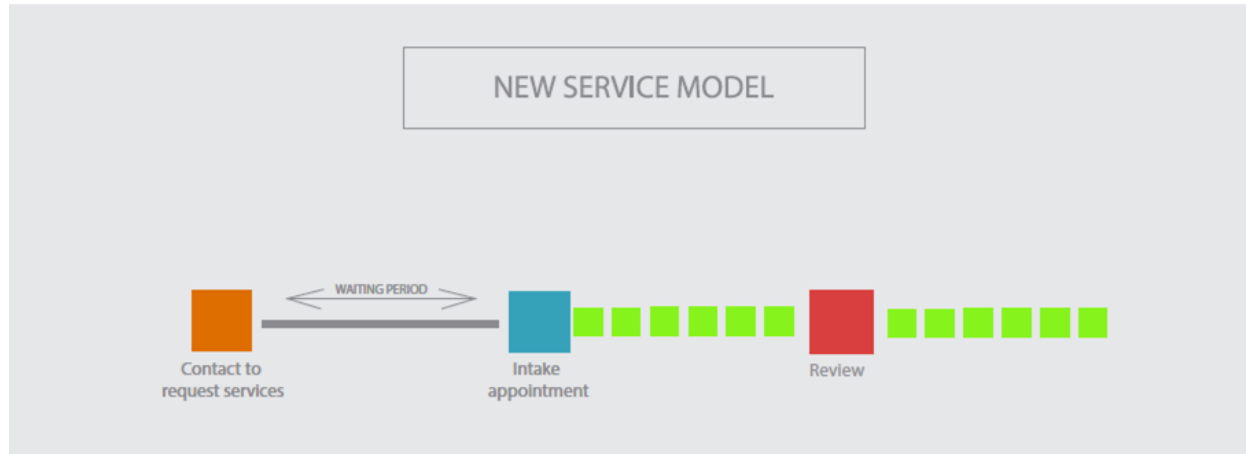 NEW SERVICE MODEL
WAITING PERIOD
Contact to
request services
Intake
appointment
Review